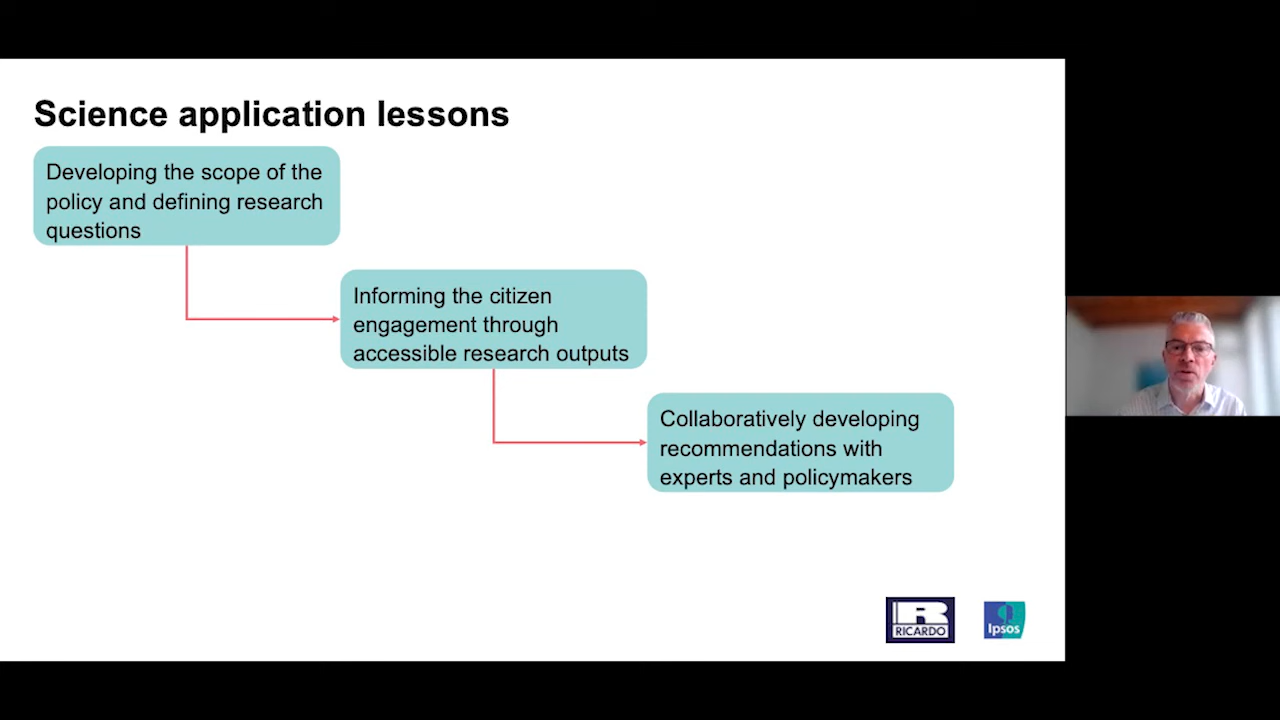 Science application lessons
Developing the scope of the
policy and defining research
questions
Informing the citizen
engagement through
accessible research outputs
Collaboratively developing
recommendations with
experts and policymakers
R
RICARDO
Ipsos